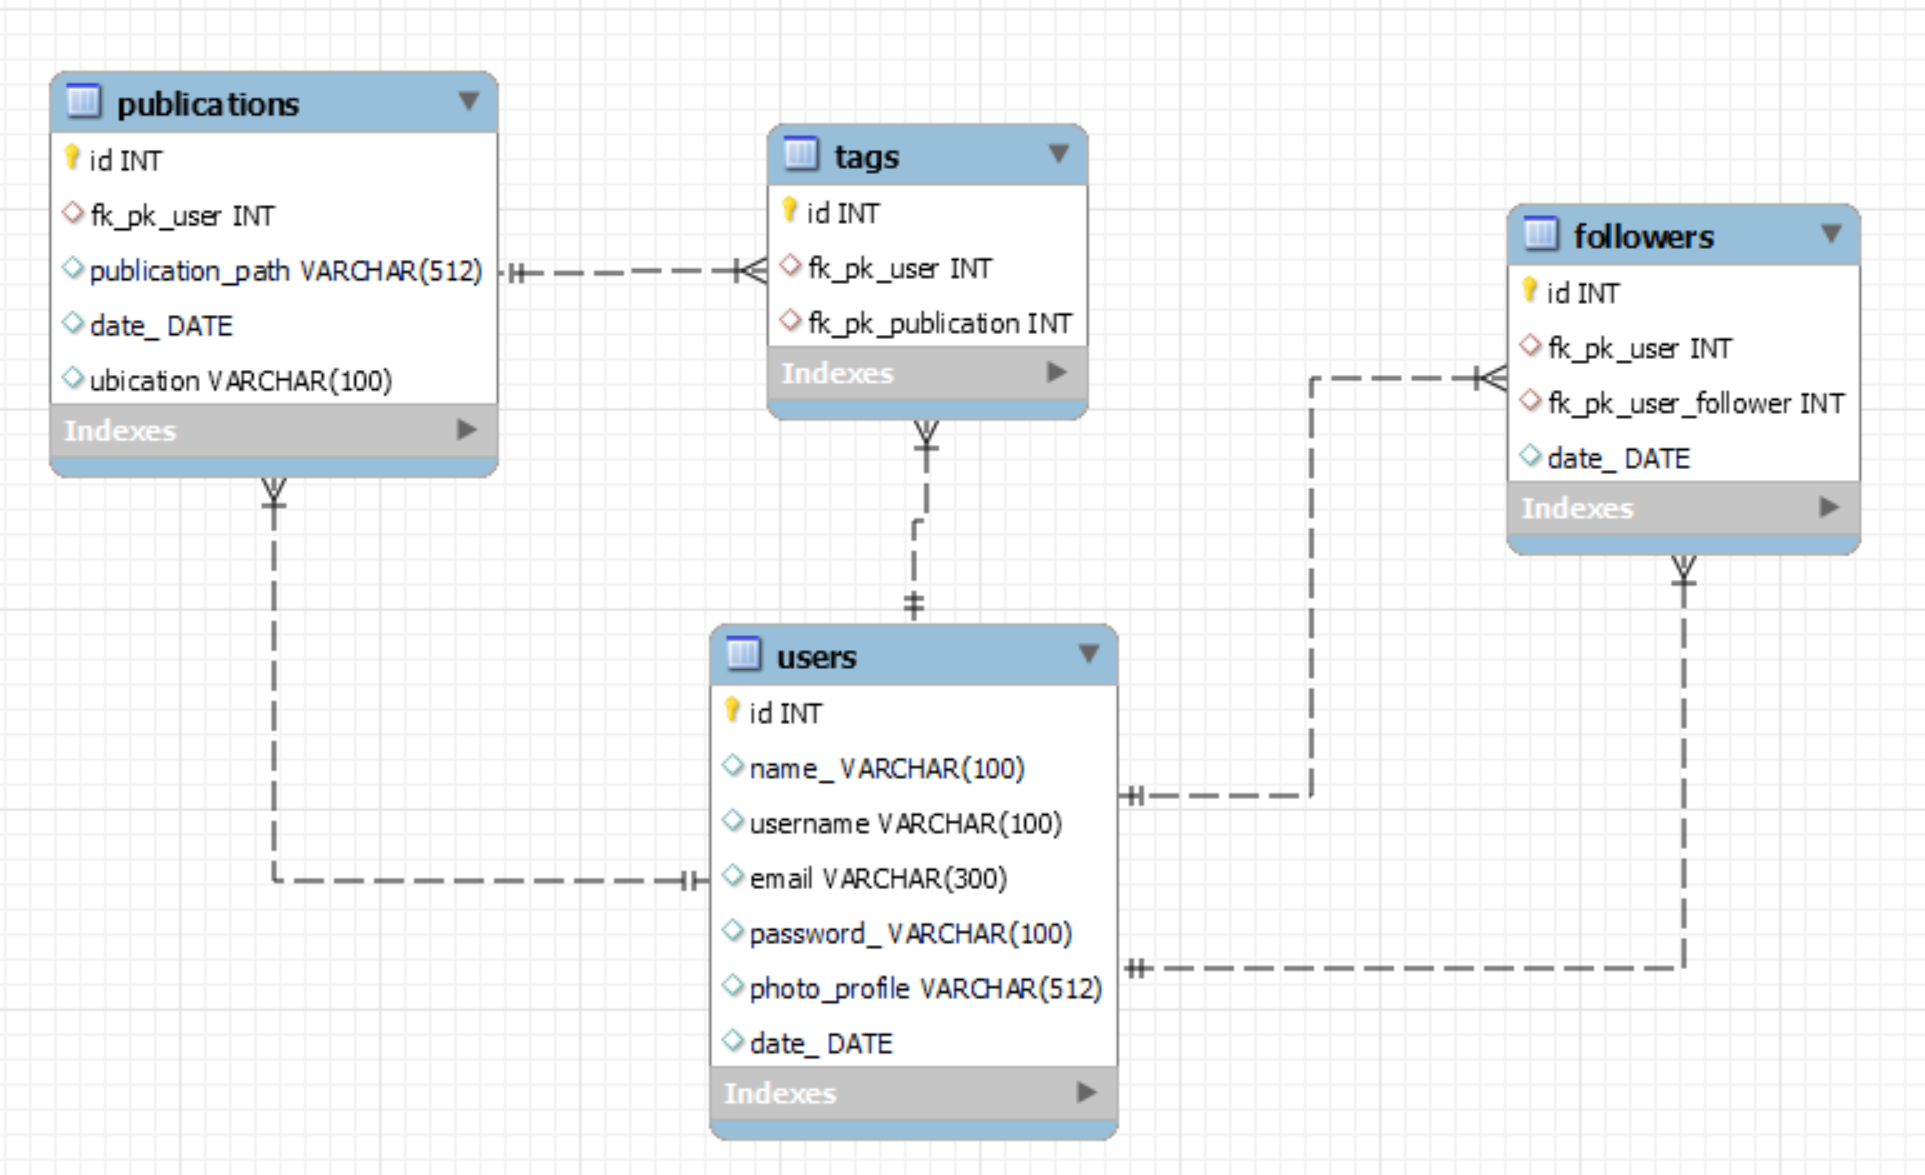 publications
id INT
fk_pk_user INT
publication_path VARCHAR(512)
date_ DATE
ubication VARCHAR(100)
Indexes
tags
id INT
fk_pk_user INT
fk_pk_publication INT
Indexes
followers
id INT
fk_pk_user INT
fk_pk_user_follower INT
date_ DATE
Indexes
users
id INT
name_ VARCHAR(100)
username VARCHAR(100)
email VARCHAR(300)
password_ VARCHAR(100)
photo_profile VARCHAR(512)
date_ DATE
Indexes